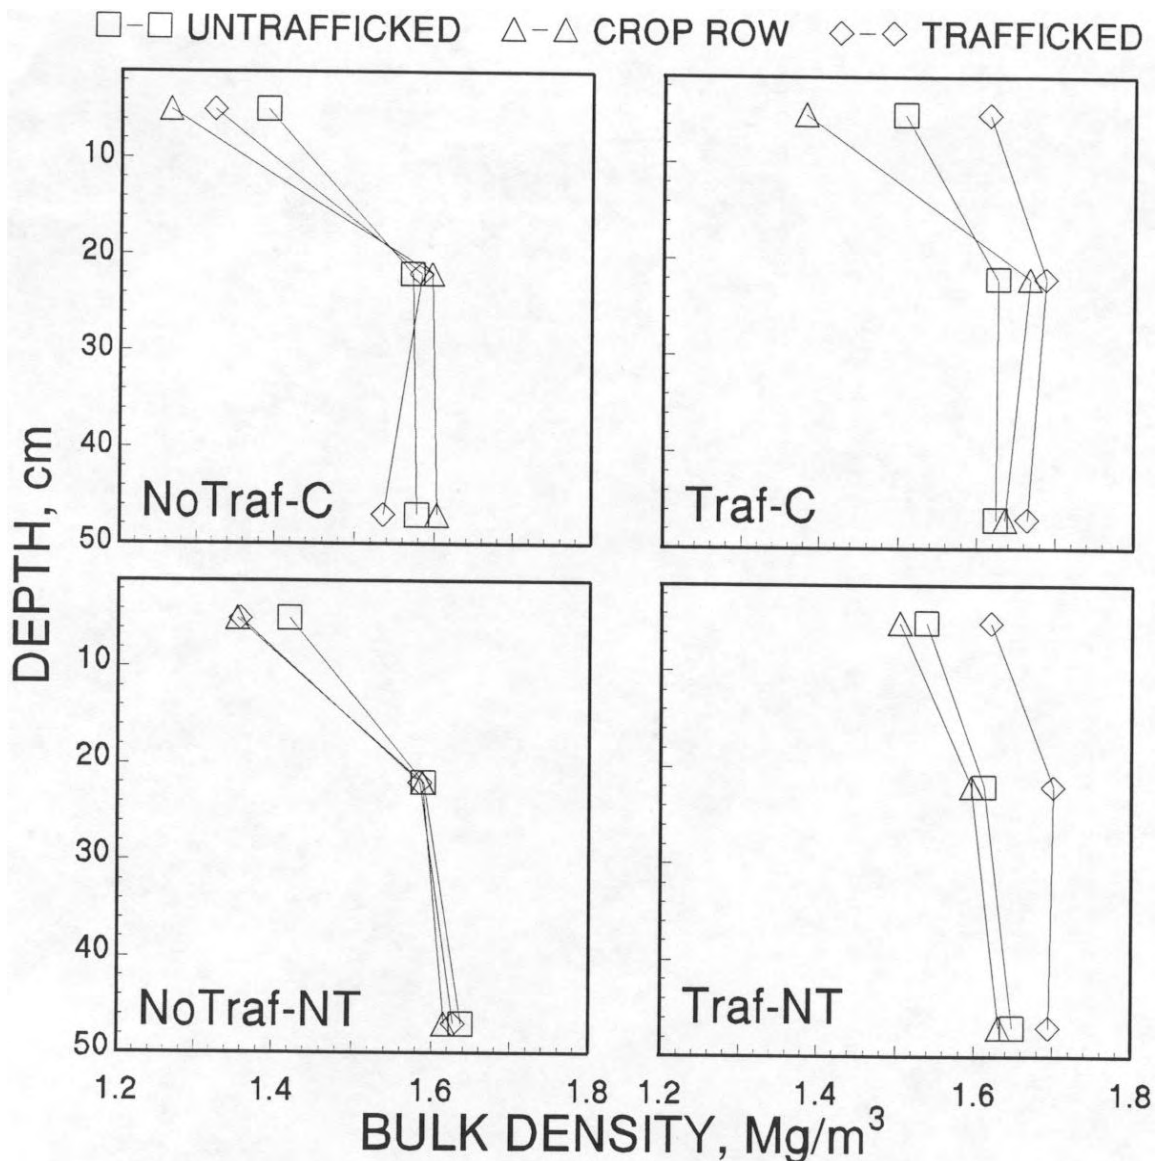 UNTRAFFICKED CROP ROW TRAFFICKED
10
20
30
40
50
NoTraf-C
Traf-C
DEPTH, cm
10
20
30
40
50
NoTraf-NT
Traf-NT
1.2 1.4 1.6 1.8 1.2 1.4 1.6 1.8
BULK DENSITY, Mg/m³